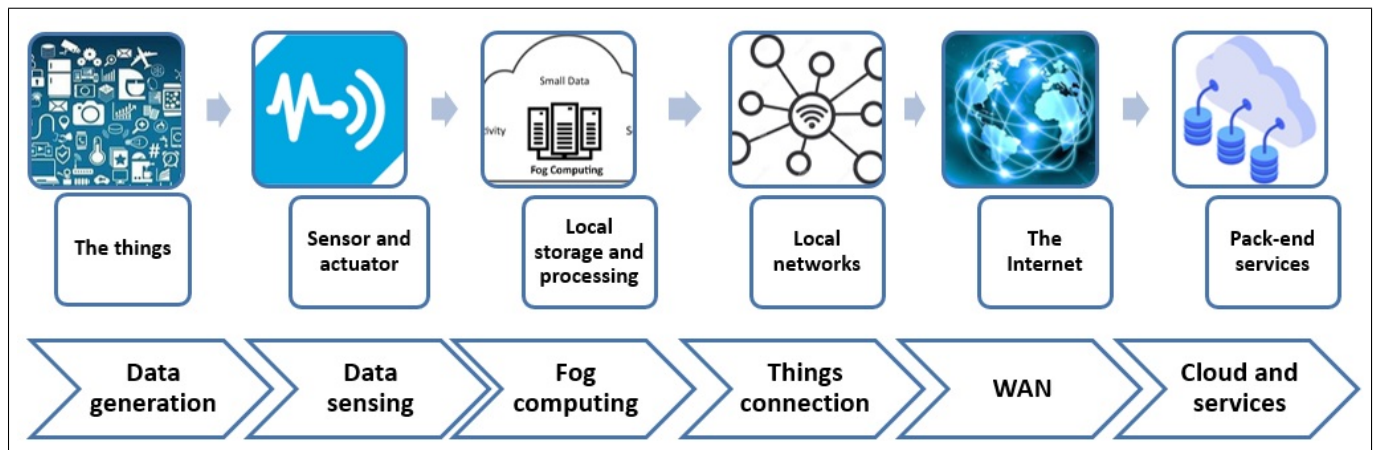 Small Data
ivity
S
Fog Computing
The things
Sensor and
actuator
Local
storage and
processing
Local
networks
The
Internet
Pack-end
services
Data
generation
Data
sensing
Fog
computing
Things
connection
WAN
Cloud and
services